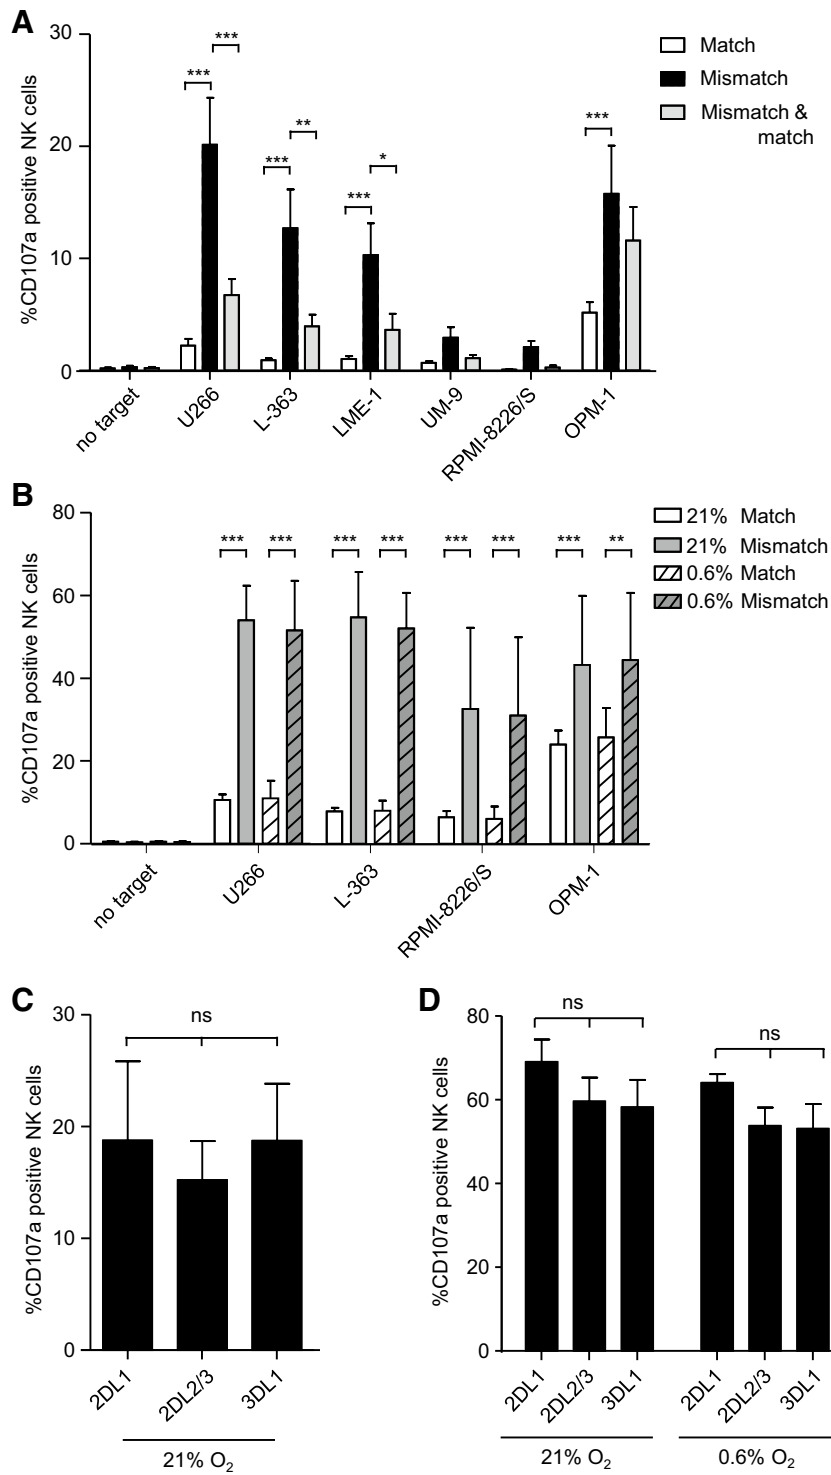 A
%CD107a positive NK cells
30
20
10
0
***
***
***
**
***
*
***
Match
Mismatch
Mismatch &
match
no target
U266
L-363
LME-1
UM-9
RPMI-8226/S
OPM-1
B
%CD107a positive NK cells
80
60
40
20
0
*** *** *** *** *** *** *** **
21% Match
21% Mismatch
0.6% Match
0.6% Mismatch
no target
U266
L-363
RPMI-8226/S
OPM-1
C
%CD107a positive NK cells
30
20
10
0
ns
2DL1
2DL2/3
3DL1
21% O₂
D
%CD107a positive NK cells
80
60
40
20
0
ns
ns
2DL1
2DL2/3
3DL1
2DL1
2DL2/3
3DL1
21% O₂
0.6% O₂